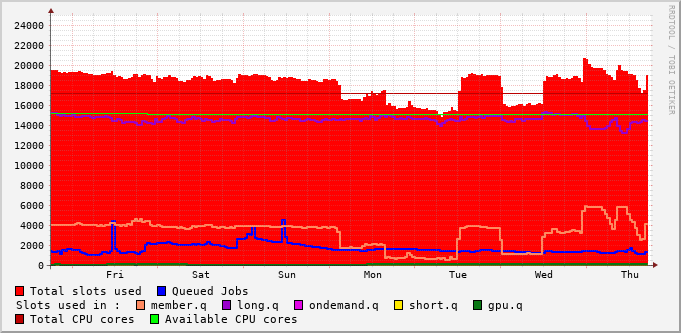 24000
22000
20000
18000
16000
14000
12000
10000
8000
6000
4000
2000
0
Fri Sat Sun Mon Tue Wed Thu
RRDTOOL / TOBI OETIKER
Total slots used Queued Jobs
Slots used in : member.q long.q ondemand.q short.q gpu.q
Total CPU cores Available CPU cores